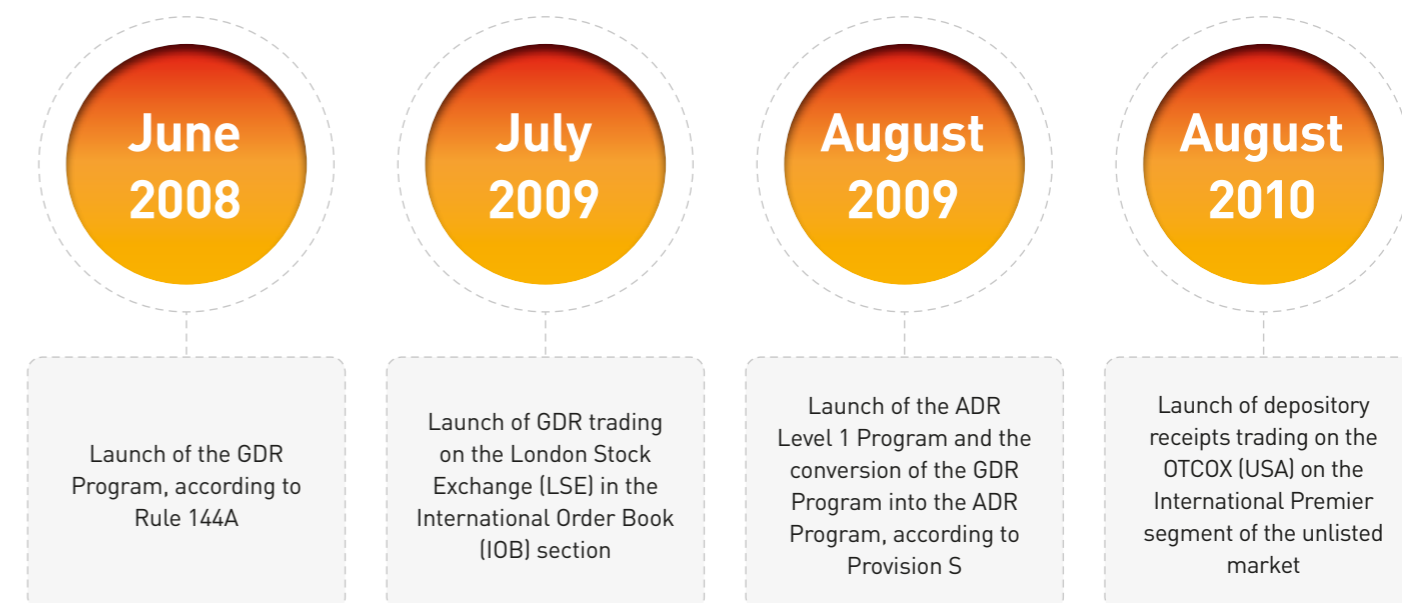 June
2008
July
2009
August
2009
August
2010
Launch of the GDR
Program, according to
Rule 144A
Launch of GDR trading
on the London Stock
Exchange (LSE) in the
International Order Book
(IOB) section
Launch of the ADR
Level 1 Program and the
conversion of the GDR
Program into the ADR
Program, according to
Provision S
Launch of depository
receipts trading on the
OTCOX (USA) on the
International Premier
segment of the unlisted
market